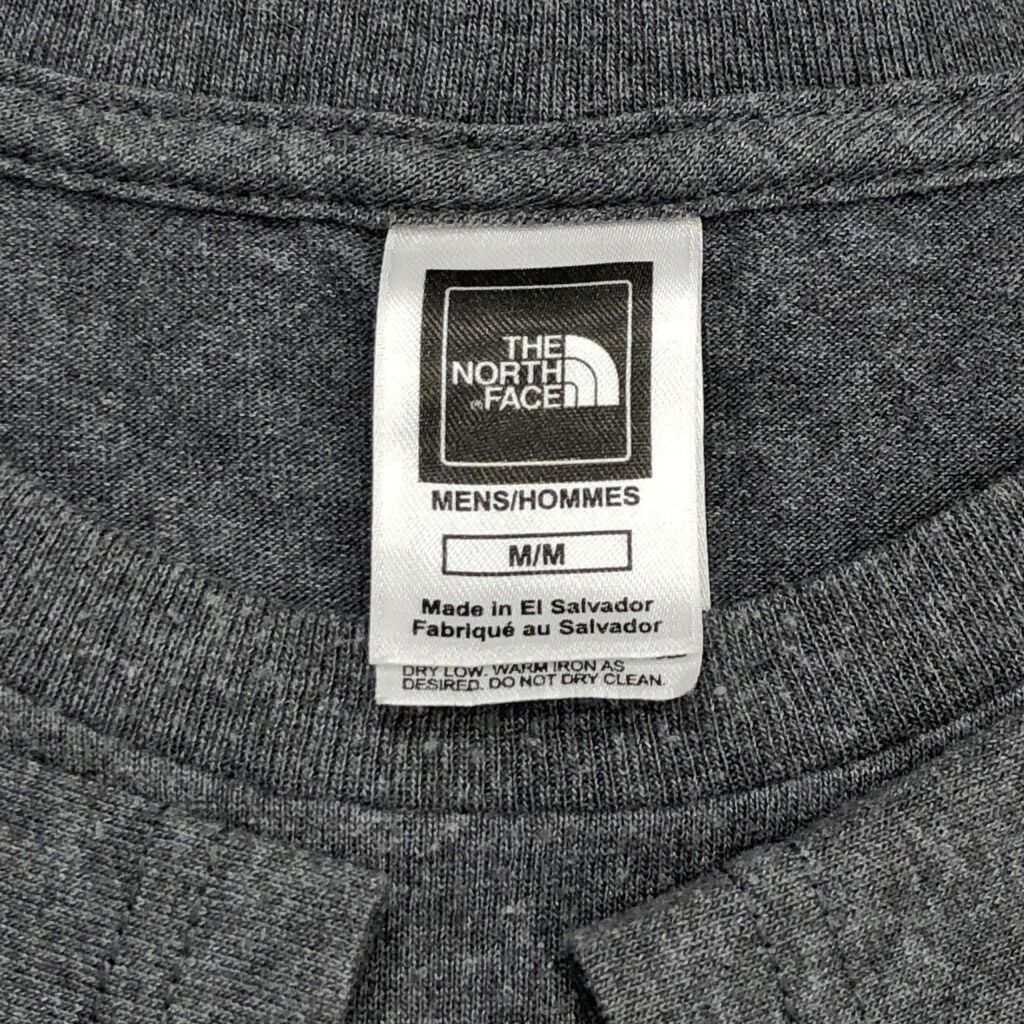 THE
NORTH
FACE
MENS/HOMMES
M/M
Made in El Salvador
Fabriqué au Salvador
DRY LOW. WARM IRON AS
DESIRED. DO NOT DRY CLEAN.